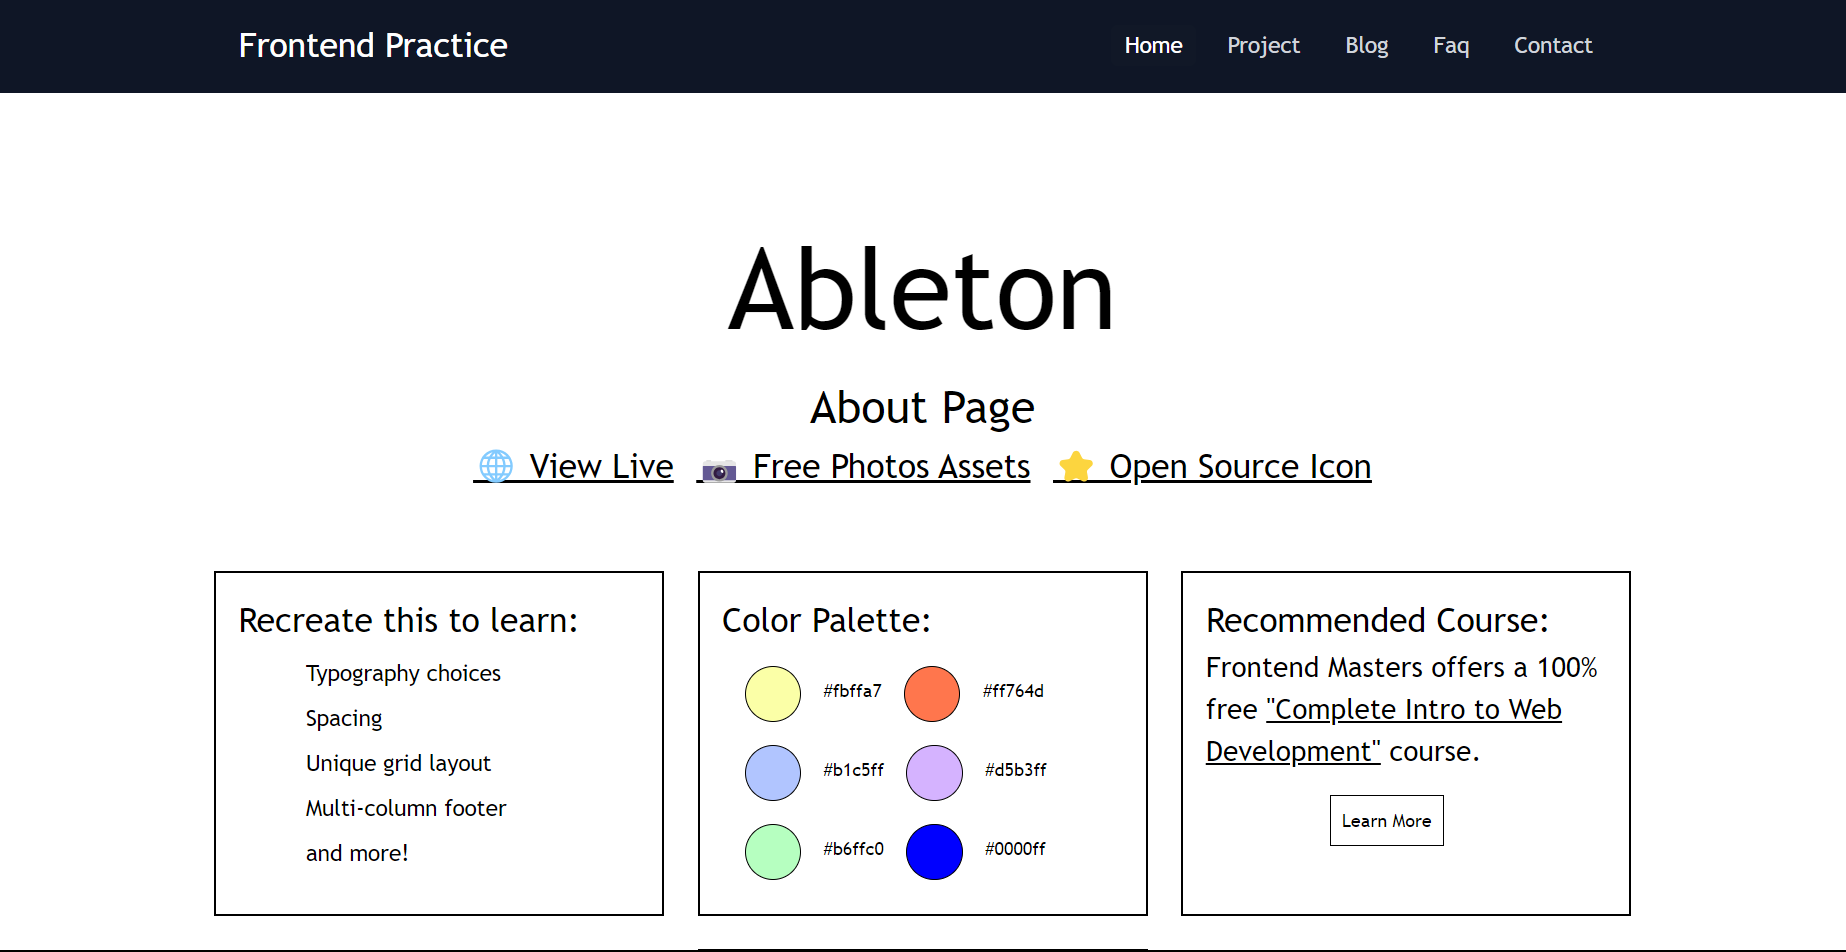 Frontend Practice
Home Project Blog Faq Contact
Ableton
About Page
View Live Free Photos Assets Open Source Icon
Recreate this to learn:
Typography choices
Spacing
Unique grid layout
Multi-column footer
and more!
Color Palette:
#fbffa7 #ff764d
#b1c5ff #d5b3ff
#b6ffc0 #0000ff
Recommended Course:
Frontend Masters offers a 100%
free "Complete Intro to Web
Development" course.
Learn More